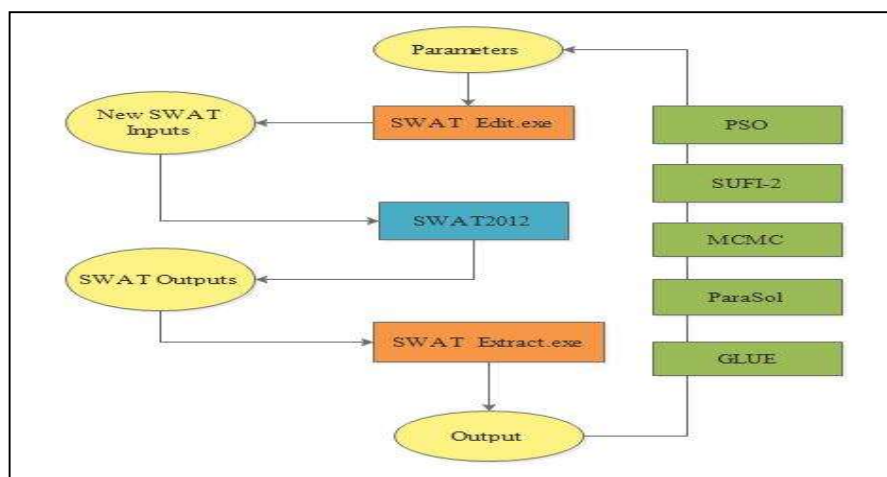 Parameters
New SWAT
Inputs
SWAT Edit.exe
PSO
SUFI-2
SWAT2012
MCMC
SWAT Outputs
ParaSol
SWAT Extract.exe
GLUE
Output